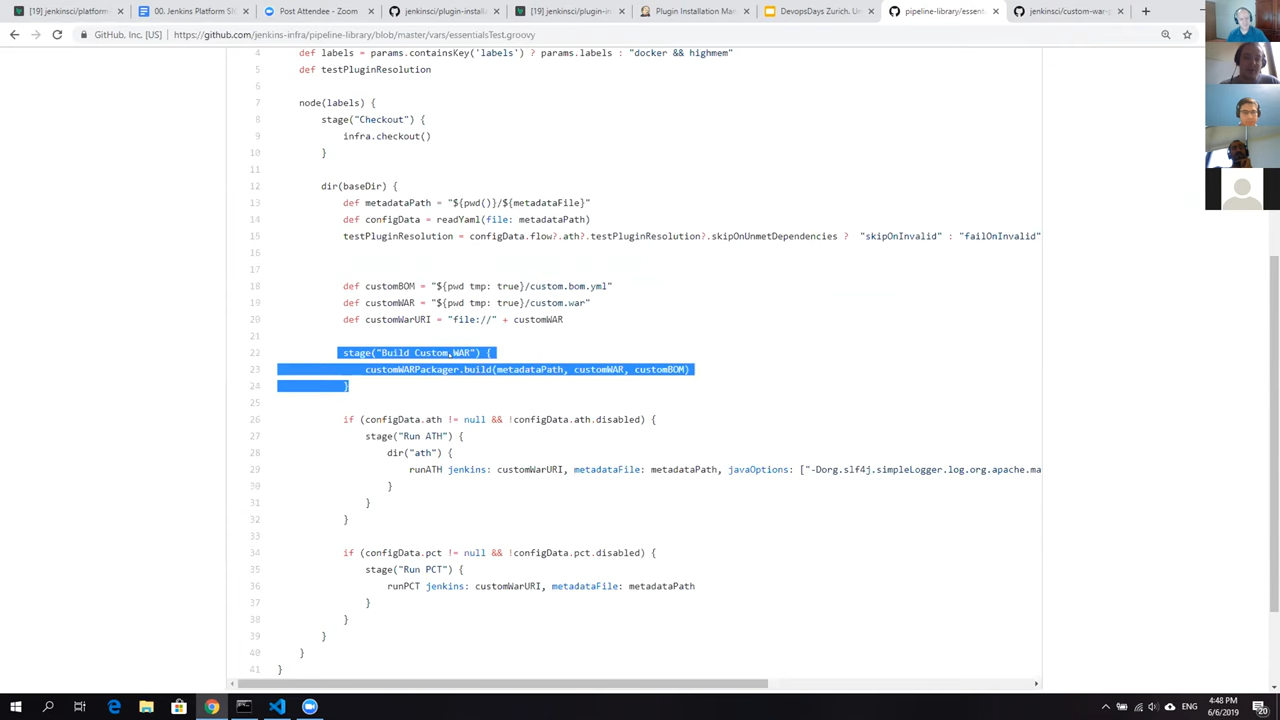 [19] jenkinsci/platform
00. Jenkins Platform Sl
Post Attendee - Zoom
jenkinsci/plugin-install
[19] jenkinsci/plugin-in
Plugin Installation Ma
DevopsDays Zurich. Un
pipeline-library/essent
jenkinsci/custom-war-p
GitHub, Inc. [US]
https://github.com/jenkins-infra/pipeline-library/blob/master/vars/essentialsTest.groovy
4 def labels = params.containsKey('labels') ? params.labels : "docker && highmem"
5 def testPluginResolution
6
7 node(labels) {
8 stage("Checkout") {
9 infra.checkout()
10 }
11
12 dir(baseDir) {
13 def metadataPath = "${pwd()}/${metadataFile}"
14 def configData = readYaml(file: metadataPath)
15 testPluginResolution = configData.flow?.ath?.testPluginResolution?.skipOnUnmetDependencies ? "skipOnInvalid" : "failOnInvalid"
16
17
18 def customBOM = "${pwd tmp: true}/custom.bom.yml"
19 def customWAR = "${pwd tmp: true}/custom.war"
20 def customWarURI = "file://" + customWAR
21
22 stage("Build Custom WAR") {
23 customWARPackager.build(metadataPath, customWAR, customBOM)
24 }
25
26 if (configData.ath != null && !configData.ath.disabled) {
27 stage("Run ATH") {
28 dir("ath") {
29 runATH jenkins: customWarURI, metadataFile: metadataPath, javaOptions: ["-Dorg.slf4j.simpleLogger.log.org.apache.ma
30 }
31 }
32 }
33
34 if (configData.pct != null && !configData.pct.disabled) {
35 stage("Run PCT") {
36 runPCT jenkins: customWarURI, metadataFile: metadataPath
37 }
38 }
39 }
40 }
41 }
ENG
4:48 PM
6/6/2019
20